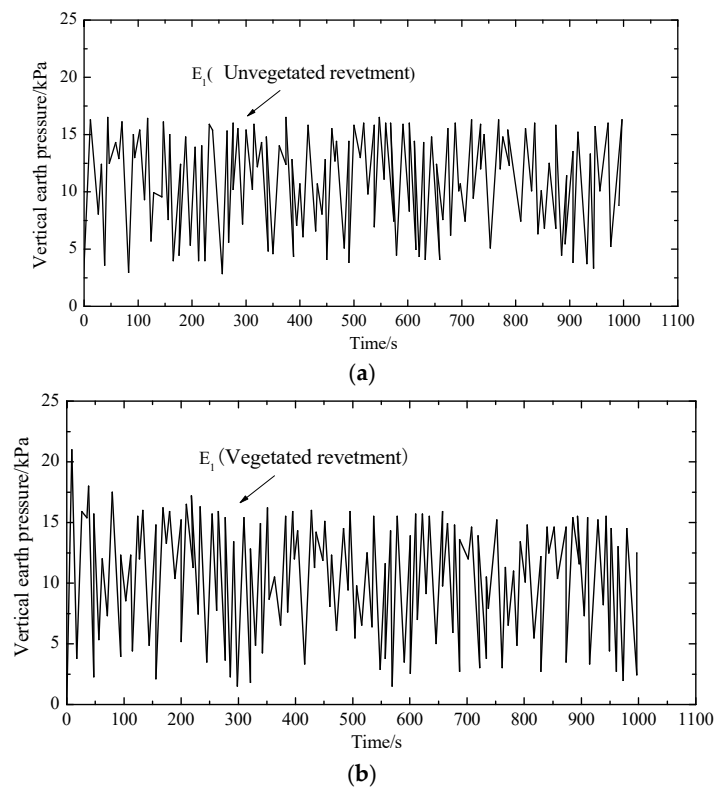 25
20
15
10
5
0
Vertical earth pressure/kPa
E1( Unvegetated revetment)
0 100 200 300 400 500 600 700 800 900 1000 1100
Time/s
(a)
25
20
15
10
5
0
Vertical earth pressure/kPa
E1 (Vegetated revetment)
0 100 200 300 400 500 600 700 800 900 1000 1100
Time/s
(b)